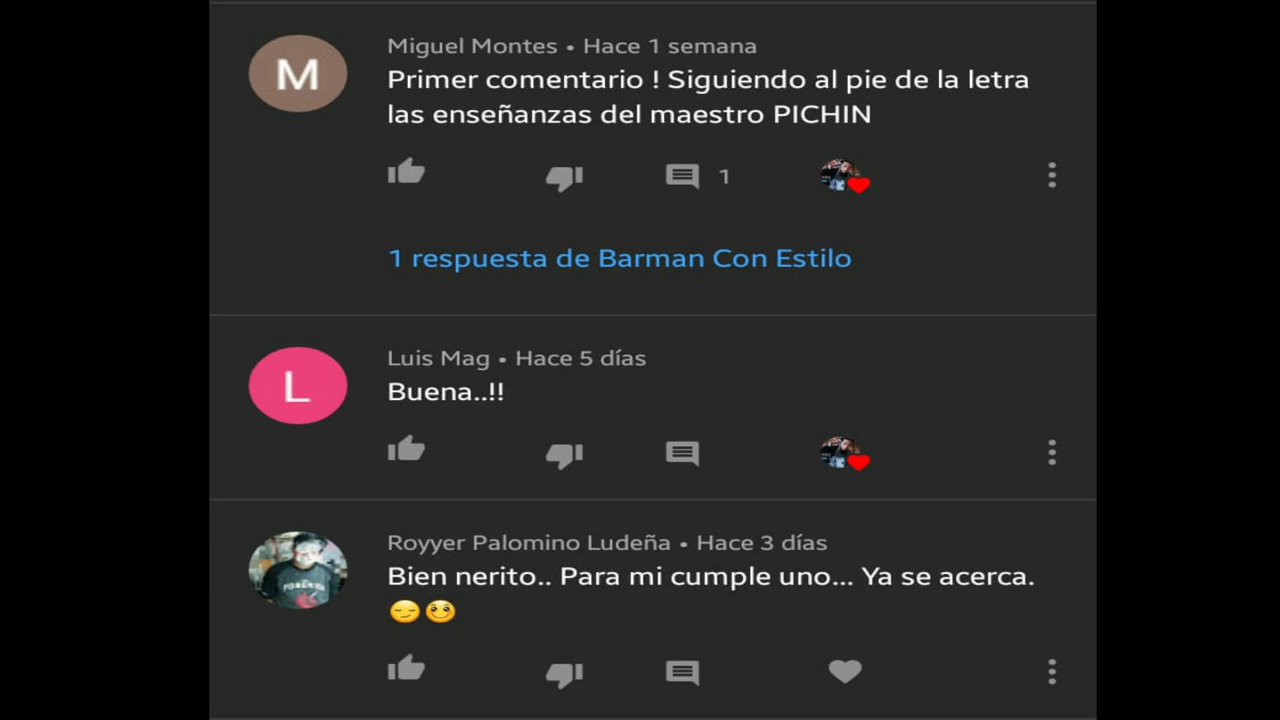 M
Miguel Montes • Hace 1 semana
Primer comentario ! Siguiendo al pie de la letra
las enseñanzas del maestro PICHIN
1
1 respuesta de Barman Con Estilo
L
Luis Mag • Hace 5 días
Buena..!!
Royyer Palomino Ludeña • Hace 3 días
Bien nerito.. Para mi cumple uno... Ya se acerca.
😏😁